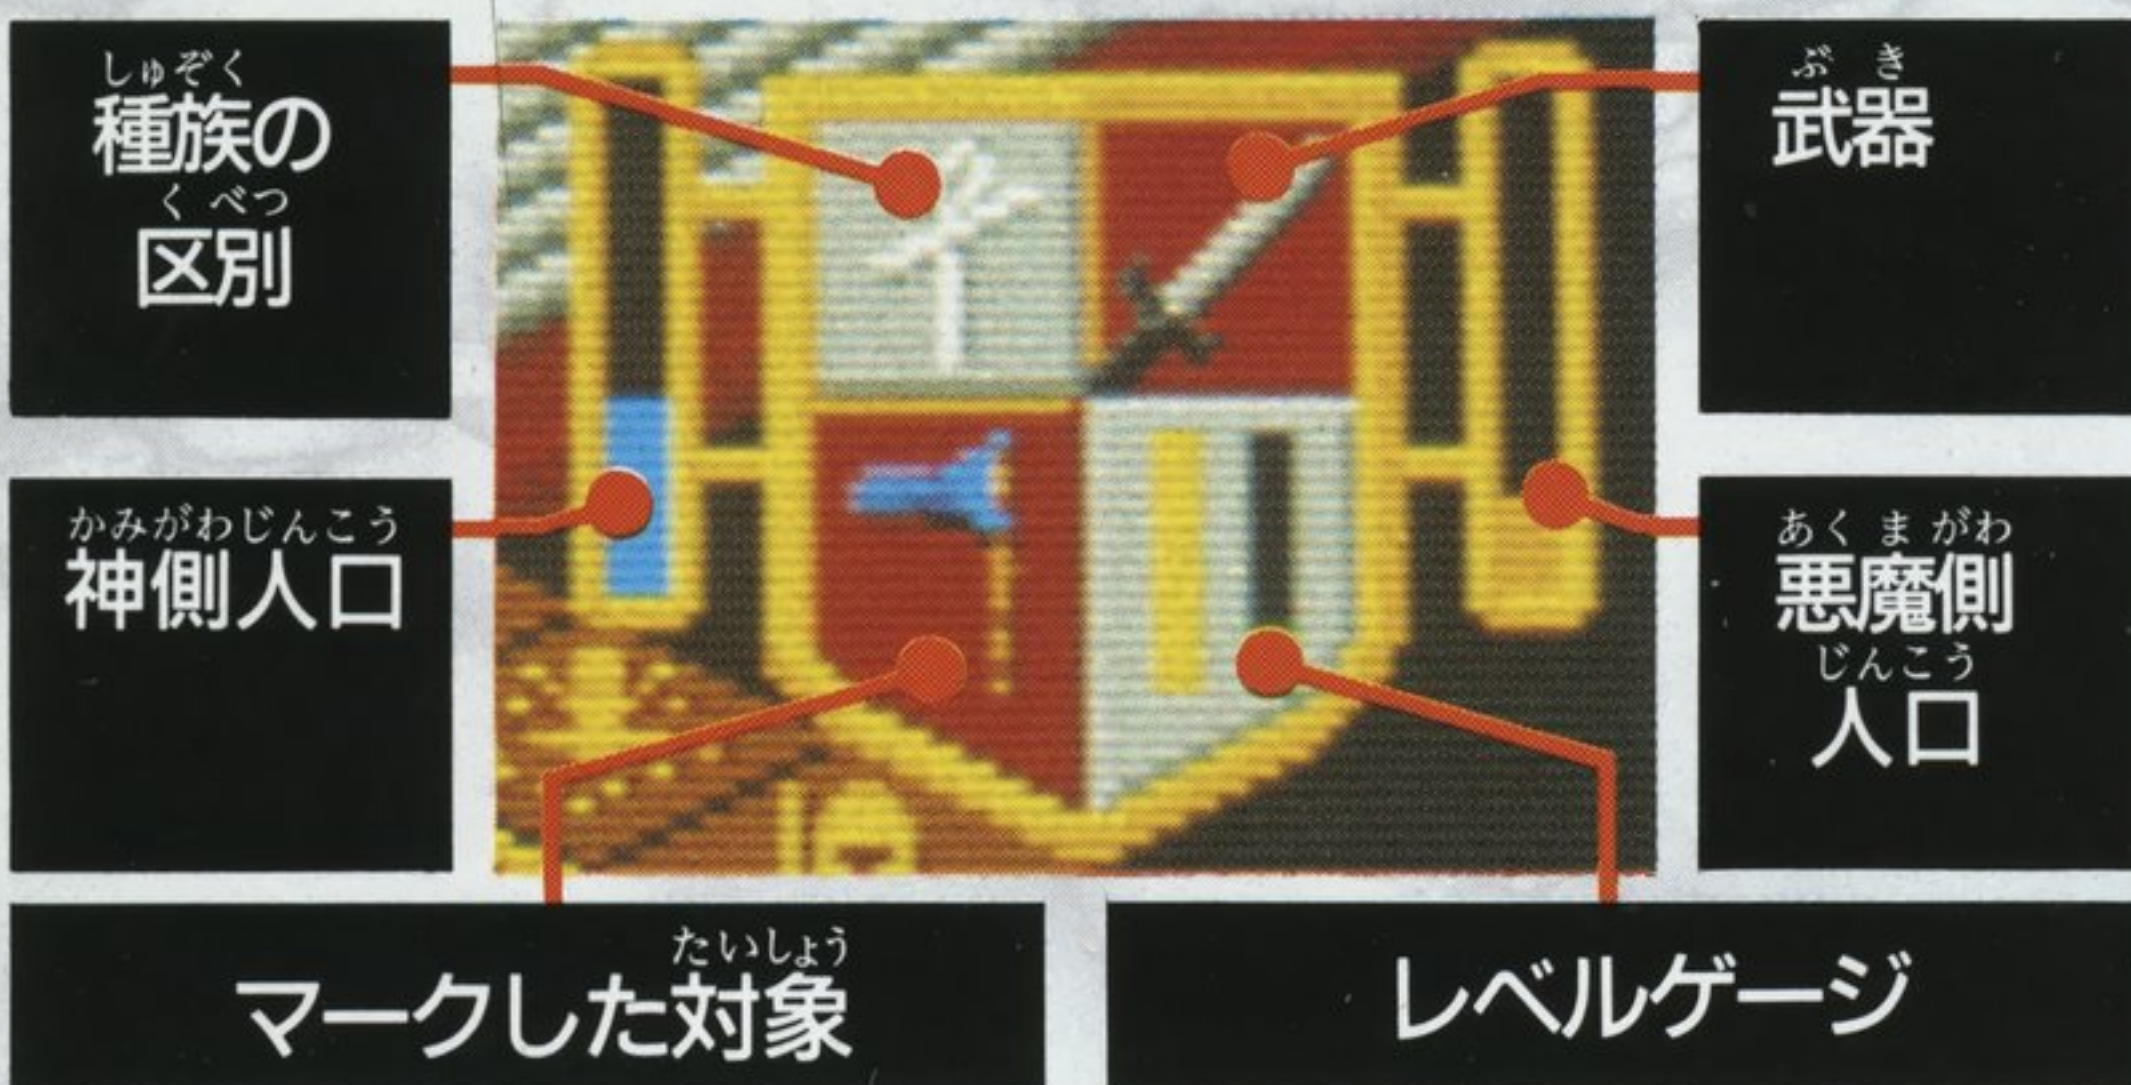 しゅぞく
種族の
くべつ
区別
ぶき
武器
かみがわじんこう
神側人口
あくまがわ
悪魔側
じんこう
人口
たいしょう
マークした対象
レベルゲージ